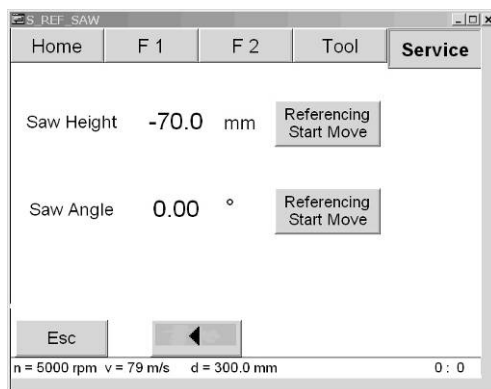 S_REF_SAW
Home F 1 F 2 Tool Service
Saw Height -70.0 mm Referencing
Start Move
Saw Angle 0.00 ° Referencing
Start Move
Esc
n = 5000 rpm v = 79 m/s d = 300.0 mm 0 : 0